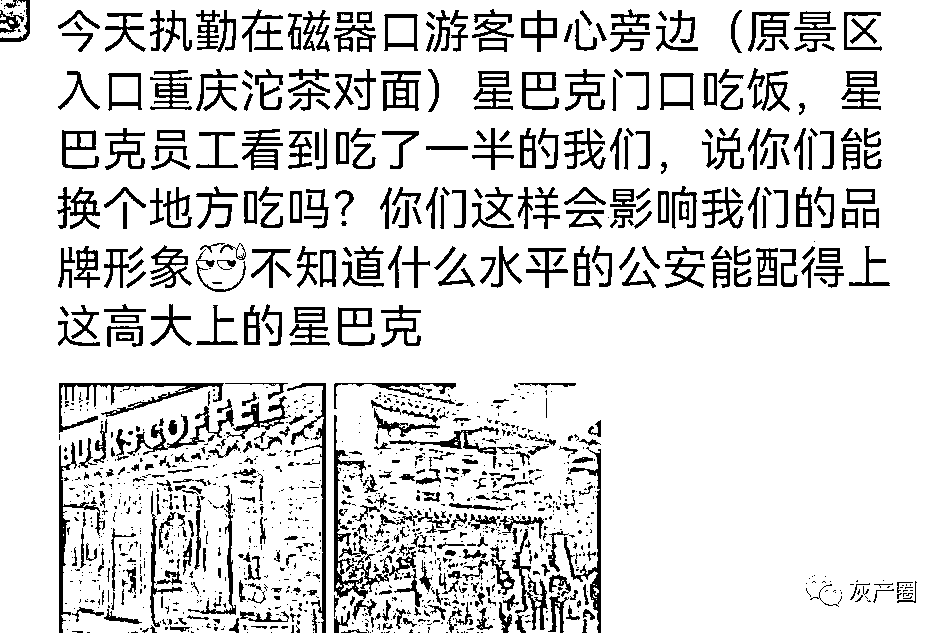 今天执勤在磁器口游客中心旁边（原景区
入口重庆沱茶对面）星巴克门口吃饭，星
巴克员工看到吃了一半的我们，说你们能
换个地方吃吗？你们这样会影响我们的品
牌形象不知道什么水平的公安能配得上
这高大上的星巴克
BUCKS COFFEE
灰产圈